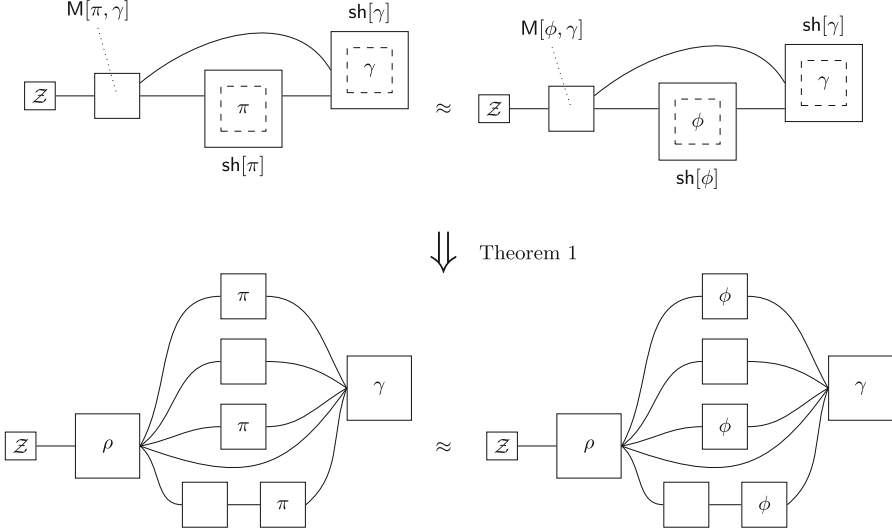 M[π, γ] sh[γ] M[ϕ, γ] sh[γ]
𝒵 π γ ≈ 𝒵 ϕ γ
sh[π] sh[ϕ]
⇓ Theorem 1
π ϕ
γ γ
π ϕ
𝒵 ρ ≈ 𝒵 ρ
π ϕ